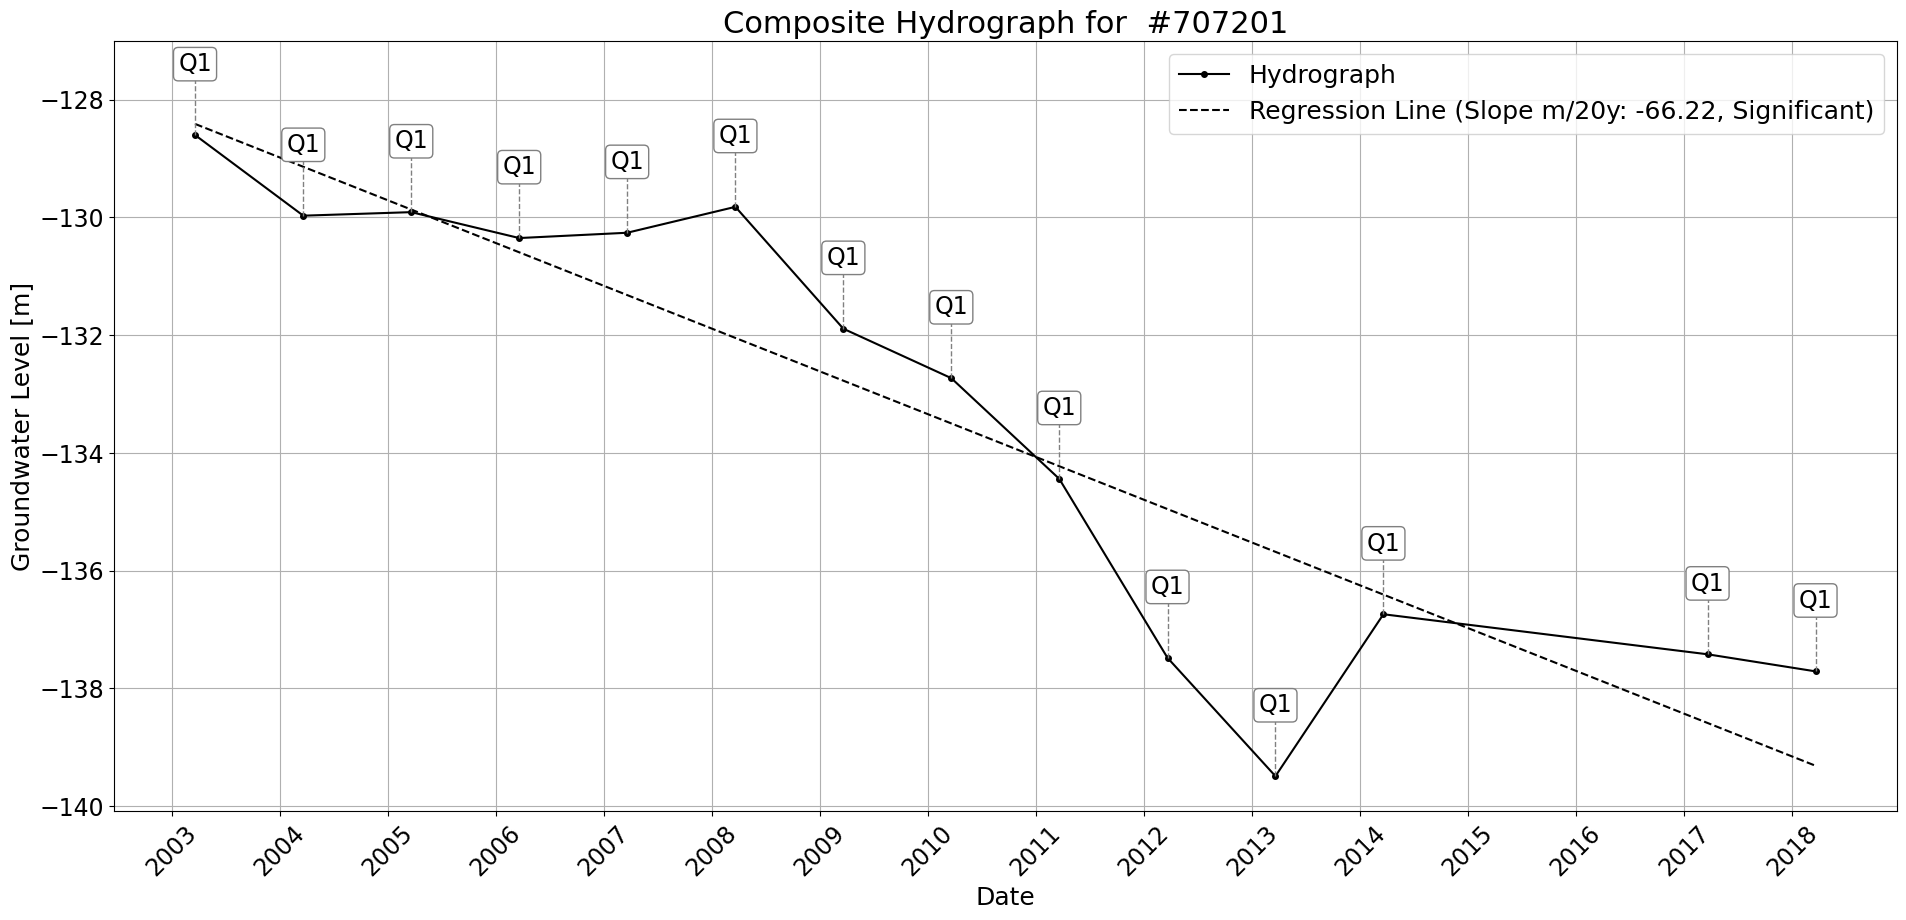 Composite Hydrograph for  #707201
Hydrograph
Regression Line (Slope m/20y: -66.22, Significant)
Groundwater Level [m]
−128
−130
−132
−134
−136
−138
−140
Q1
Q1
Q1
Q1
Q1
Q1
Q1
Q1
Q1
Q1
Q1
Q1
Q1
Q1
2003
2004
2005
2006
2007
2008
2009
2010
2011
2012
2013
2014
2015
2016
2017
2018
Date